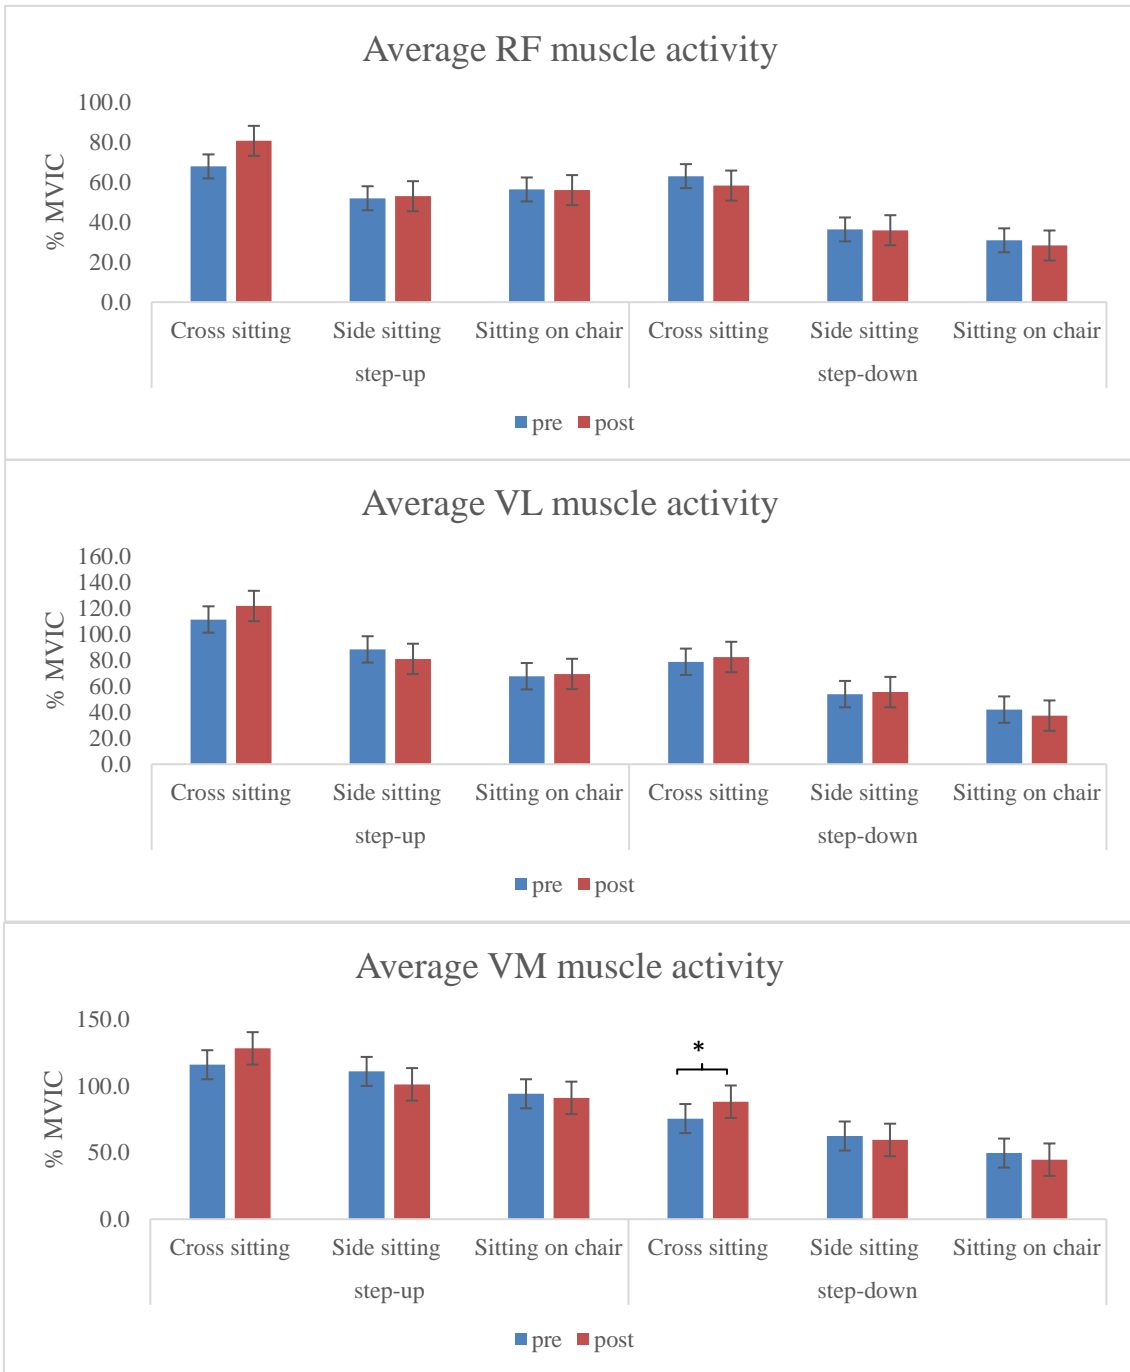 Average RF muscle activity
100.0
80.0
60.0
40.0
20.0
0.0
% MVIC
Cross sitting Side sitting Sitting on chair Cross sitting Side sitting Sitting on chair
step-up step-down
pre post
Average VL muscle activity
160.0
140.0
120.0
100.0
80.0
60.0
40.0
20.0
0.0
% MVIC
Cross sitting Side sitting Sitting on chair Cross sitting Side sitting Sitting on chair
step-up step-down
pre post
Average VM muscle activity
150.0
100.0
50.0
0.0
% MVIC
*
Cross sitting Side sitting Sitting on chair Cross sitting Side sitting Sitting on chair
step-up step-down
pre post